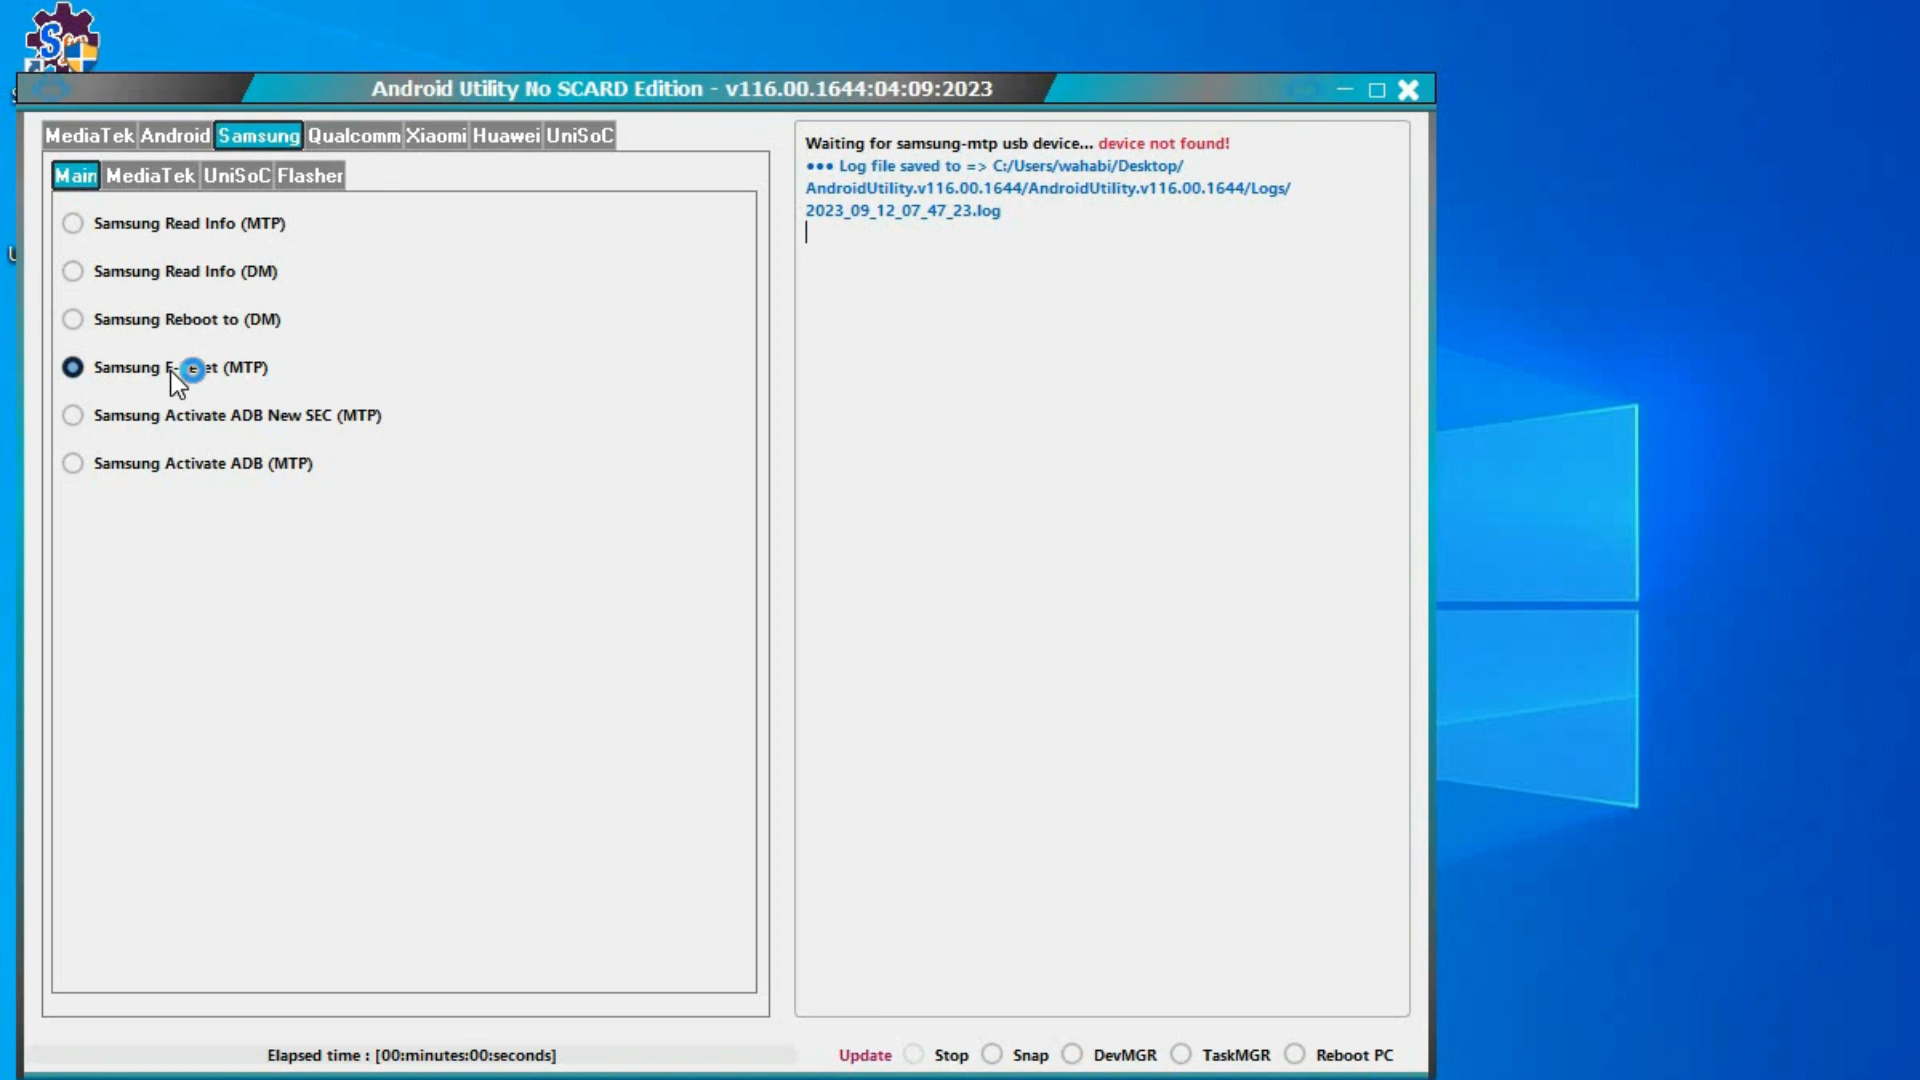 Android Utility No SCARD Edition - v116.00.1644:04:09:2023
MediaTek Android Samsung Qualcomm Xiaomi Huawei UniSoC
Main MediaTek UniSoC Flasher
Samsung Read Info (MTP)
Samsung Read Info (DM)
Samsung Reboot to (DM)
Samsung (MTP)
Samsung Activate ADB New SEC (MTP)
Samsung Activate ADB (MTP)
Waiting for samsung-mtp usb device... device not found!
••• Log file saved to => C:/Users/wahabi/Desktop/
AndroidUtility.v116.00.1644/AndroidUtility.v116.00.1644/Logs/
2023_09_12_07_47_23.log
Elapsed time : [00:minutes:00:seconds]
Update Stop Snap DevMGR TaskMGR Reboot PC